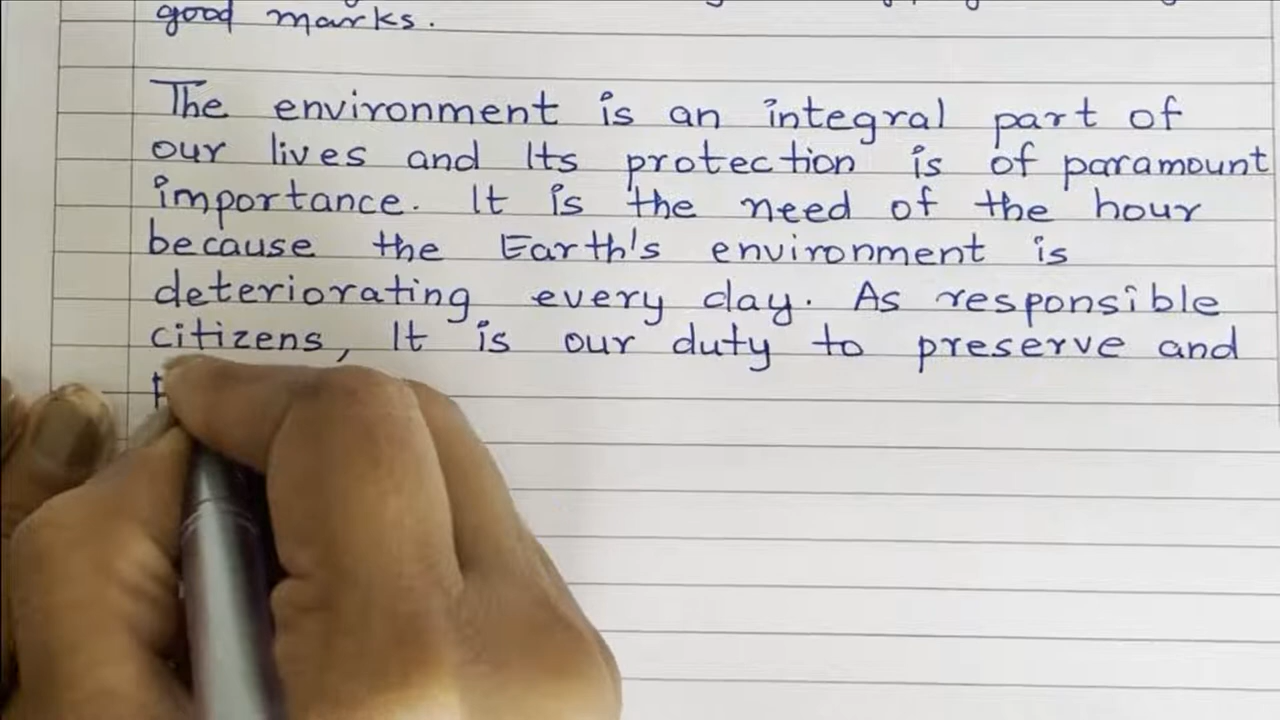 good marks.
The environment is an integral part of
our lives and Its protection is of paramount
importance. It is the need of the hour
because the Earth's environment is
deteriorating every day. As responsible
citizens, It is our duty to preserve and